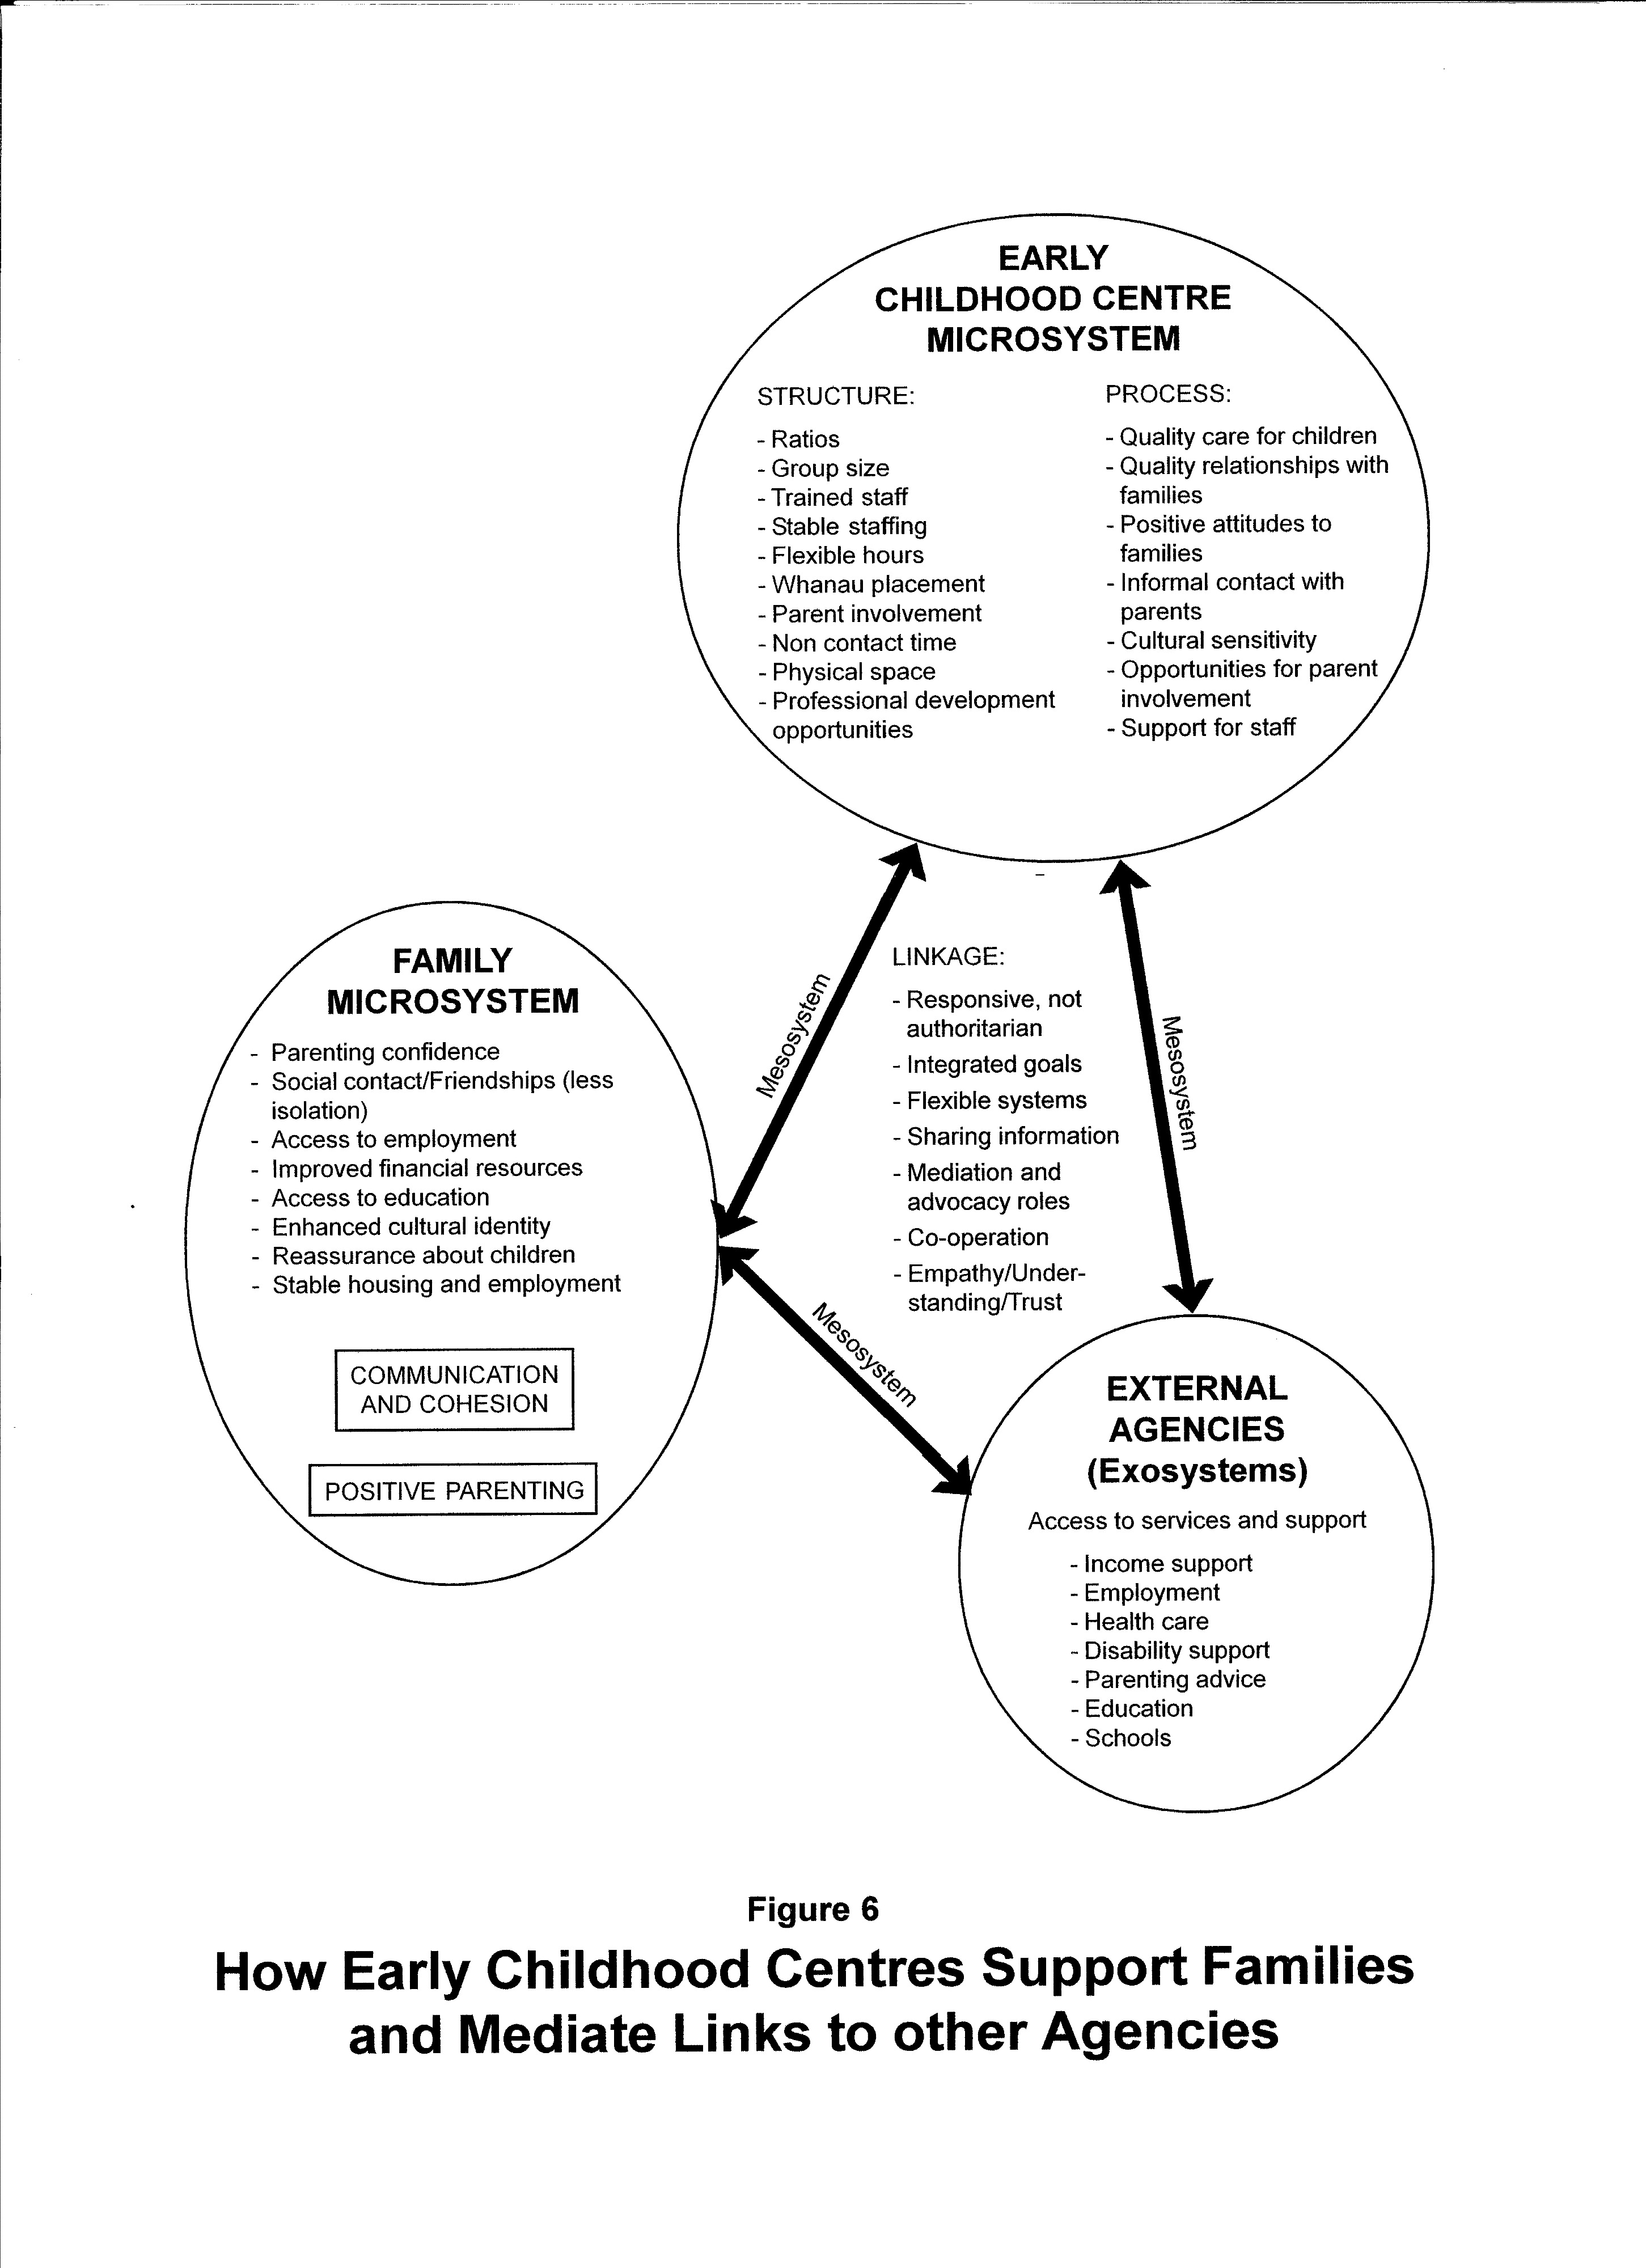 EARLY
CHILDHOOD CENTRE
MICROSYSTEM
STRUCTURE:
- Ratios
- Group size
- Trained staff
- Stable staffing
- Flexible hours
- Whanau placement
- Parent involvement
- Non contact time
- Physical space
- Professional development
opportunities
PROCESS:
- Quality care for children
- Quality relationships with
families
- Positive attitudes to
families
- Informal contact with
parents
- Cultural sensitivity
- Opportunities for parent
involvement
- Support for staff
FAMILY
MICROSYSTEM
- Parenting confidence
- Social contact/Friendships (less
isolation)
- Access to employment
- Improved financial resources
- Access to education
- Enhanced cultural identity
- Reassurance about children
- Stable housing and employment
COMMUNICATION
AND COHESION
POSITIVE PARENTING
Mesosystem
LINKAGE:
- Responsive, not
authoritarian
- Integrated goals
- Flexible systems
- Sharing information
- Mediation and
advocacy roles
- Co-operation
- Empathy/Under-
standing/Trust
Mesosystem
Mesosystem
EXTERNAL
AGENCIES
(Exosystems)
Access to services and support
- Income support
- Employment
- Health care
- Disability support
- Parenting advice
- Education
- Schools
Figure 6
How Early Childhood Centres Support Families
and Mediate Links to other Agencies